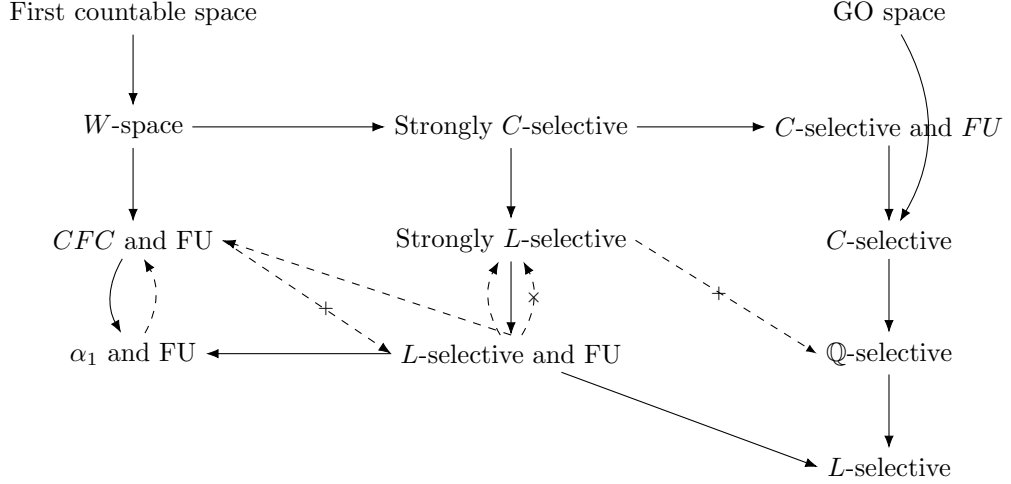 First countable space
GO space
W-space
Strongly C-selective
C-selective and FU
CFC and FU
Strongly L-selective
C-selective
α₁ and FU
L-selective and FU
ℚ-selective
L-selective